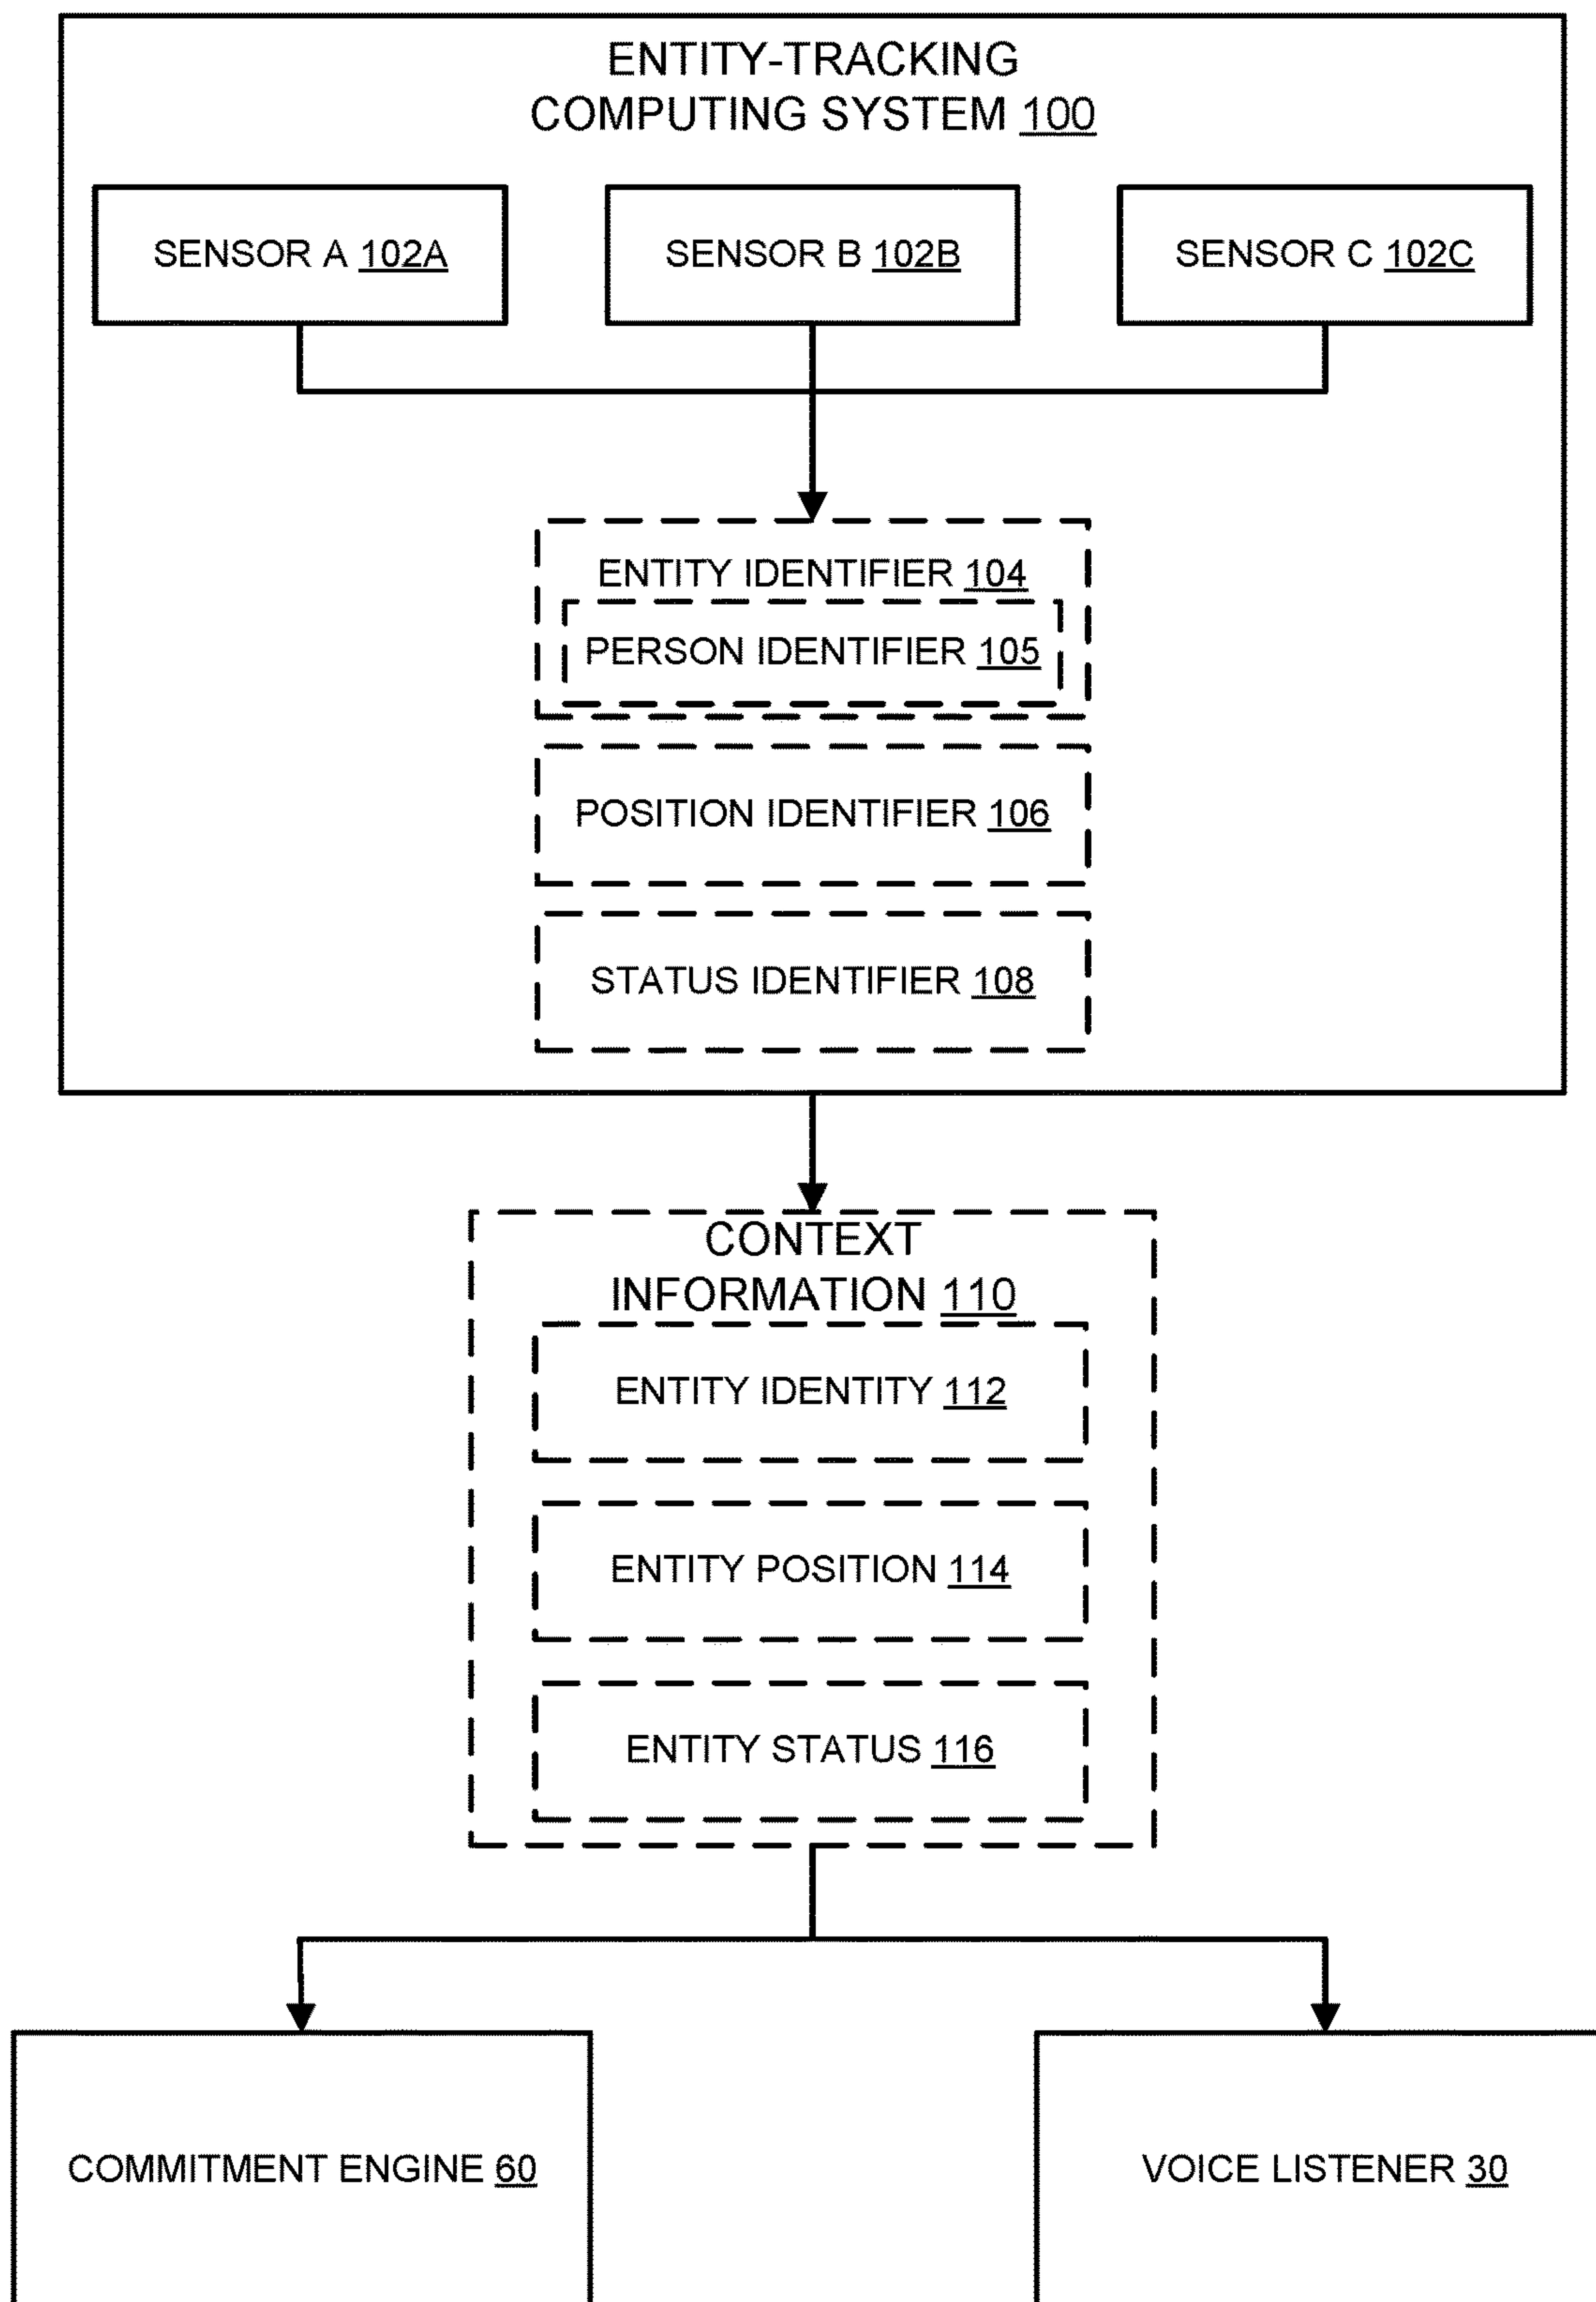 ENTITY-TRACKING
COMPUTING SYSTEM 100
SENSOR A 102A
SENSOR B 102B
SENSOR C 102C
ENTITY IDENTIFIER 104
PERSON IDENTIFIER 105
POSITION IDENTIFIER 106
STATUS IDENTIFIER 108
CONTEXT
INFORMATION 110
ENTITY IDENTITY 112
ENTITY POSITION 114
ENTITY STATUS 116
COMMITMENT ENGINE 60
VOICE LISTENER 30